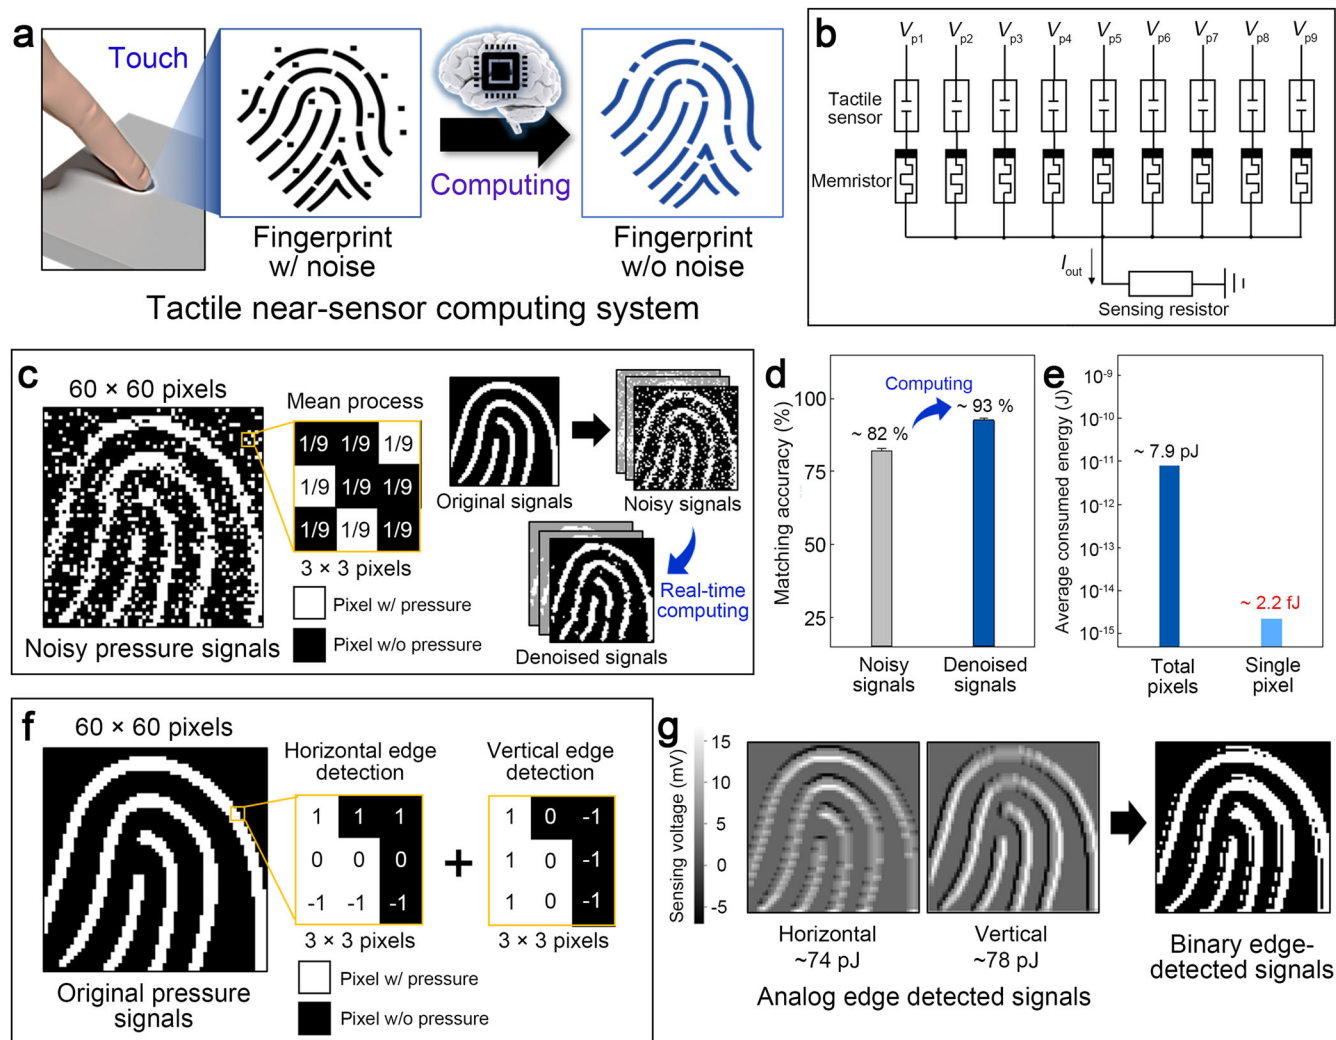 a
Touch
Computing
Fingerprint
w/ noise
Fingerprint
w/o noise
Tactile near-sensor computing system
b
Vp1 Vp2 Vp3 Vp4 Vp5 Vp6 Vp7 Vp8 Vp9
Tactile
sensor
Memristor
Iout
Sensing resistor
c
60 × 60 pixels
Noisy pressure signals
Mean process
1/9 1/9 1/9
1/9 1/9 1/9
1/9 1/9 1/9
3 × 3 pixels
Pixel w/ pressure
Pixel w/o pressure
Original signals
Noisy signals
Real-time
computing
Denoised signals
d
Matching accuracy (%)
100
75
50
25
Computing
~ 82 %
~ 93 %
Noisy
signals
Denoised
signals
e
Average consumed energy (J)
10⁻⁹
10⁻¹⁰
10⁻¹¹
10⁻¹²
10⁻¹³
10⁻¹⁴
10⁻¹⁵
~ 7.9 pJ
~ 2.2 fJ
Total
pixels
Single
pixel
f
60 × 60 pixels
Original pressure
signals
Horizontal edge
detection
1 1 1
0 0 0
-1 -1 -1
3 × 3 pixels
+
Vertical edge
detection
1 0 -1
1 0 -1
1 0 -1
3 × 3 pixels
Pixel w/ pressure
Pixel w/o pressure
g
Sensing voltage (mV)
15
10
5
0
-5
Horizontal
~74 pJ
Vertical
~78 pJ
Analog edge detected signals
Binary edge-
detected signals